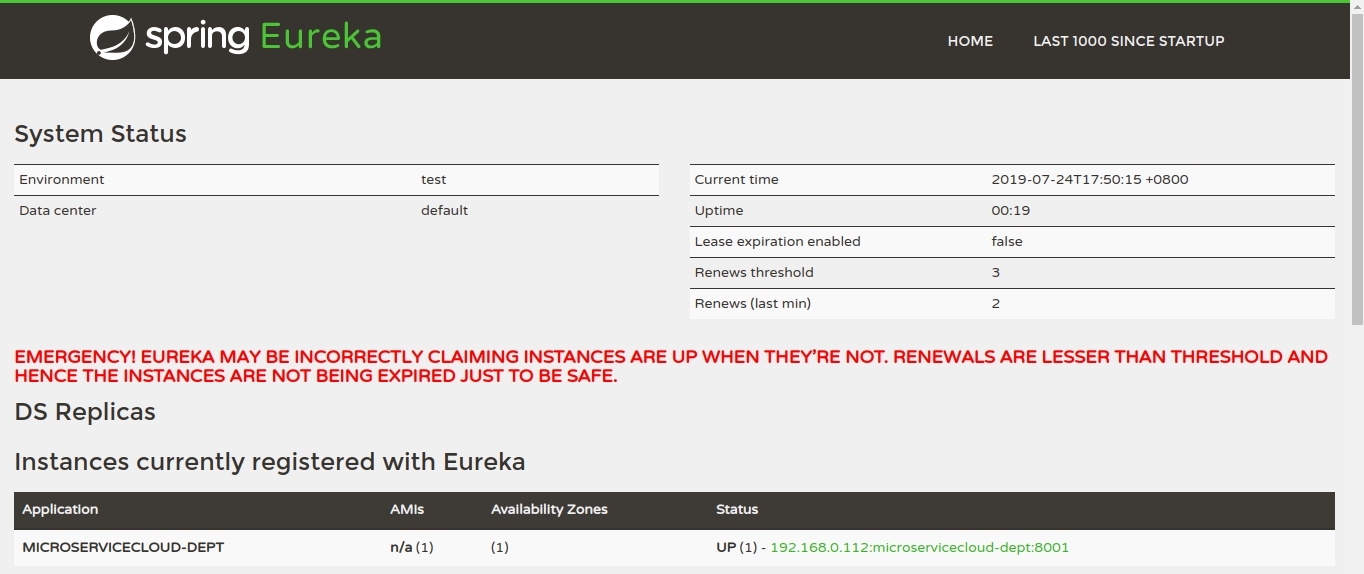 spring Eureka
HOME LAST 1000 SINCE STARTUP
System Status
Environment test
Data center default
Current time 2019-07-24T17:50:15 +0800
Uptime 00:19
Lease expiration enabled false
Renews threshold 3
Renews (last min) 2
EMERGENCY! EUREKA MAY BE INCORRECTLY CLAIMING INSTANCES ARE UP WHEN THEY'RE NOT. RENEWALS ARE LESSER THAN THRESHOLD AND
HENCE THE INSTANCES ARE NOT BEING EXPIRED JUST TO BE SAFE.
DS Replicas
Instances currently registered with Eureka
Application AMIs Availability Zones Status
MICROSERVICECLOUD-DEPT n/a (1) (1) UP (1) - 192.168.0.112:microservicecloud-dept:8001